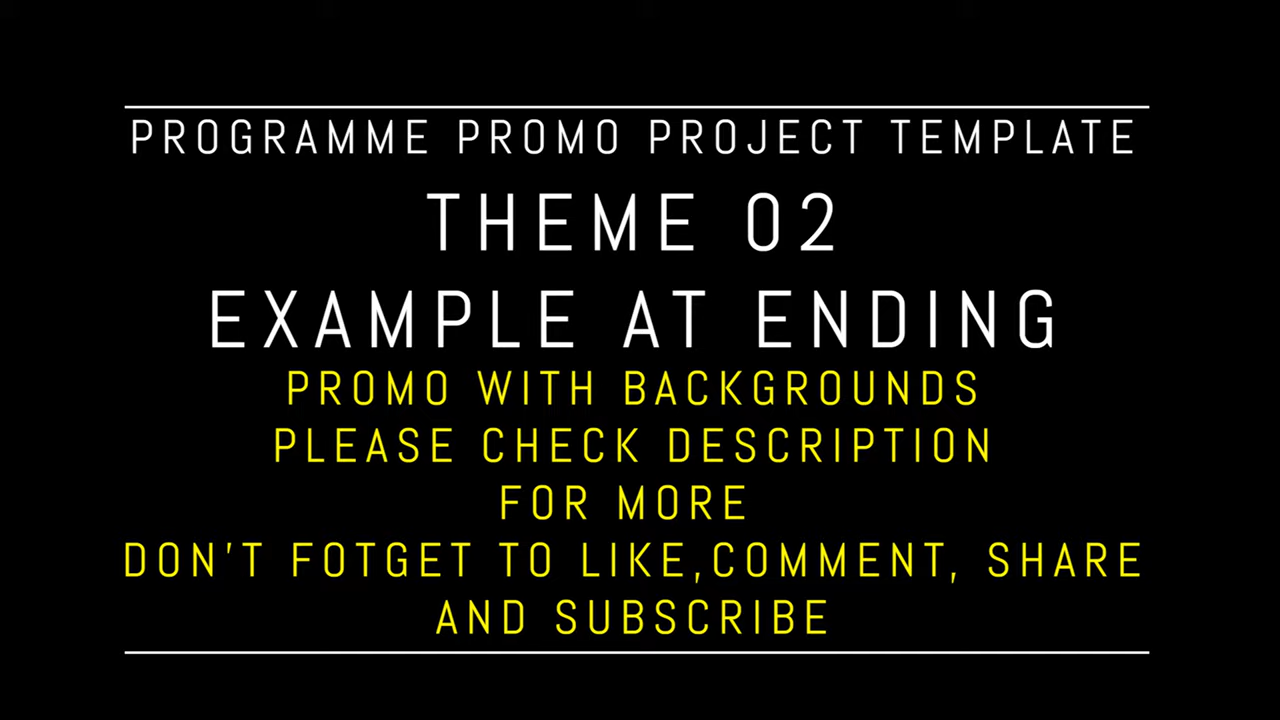 PROGRAMME PROMO PROJECT TEMPLATE
THEME 02
EXAMPLE AT ENDING
PROMO WITH BACKGROUNDS
PLEASE CHECK DESCRIPTION
FOR MORE
DON'T FOTGET TO LIKE,COMMENT, SHARE
AND SUBSCRIBE